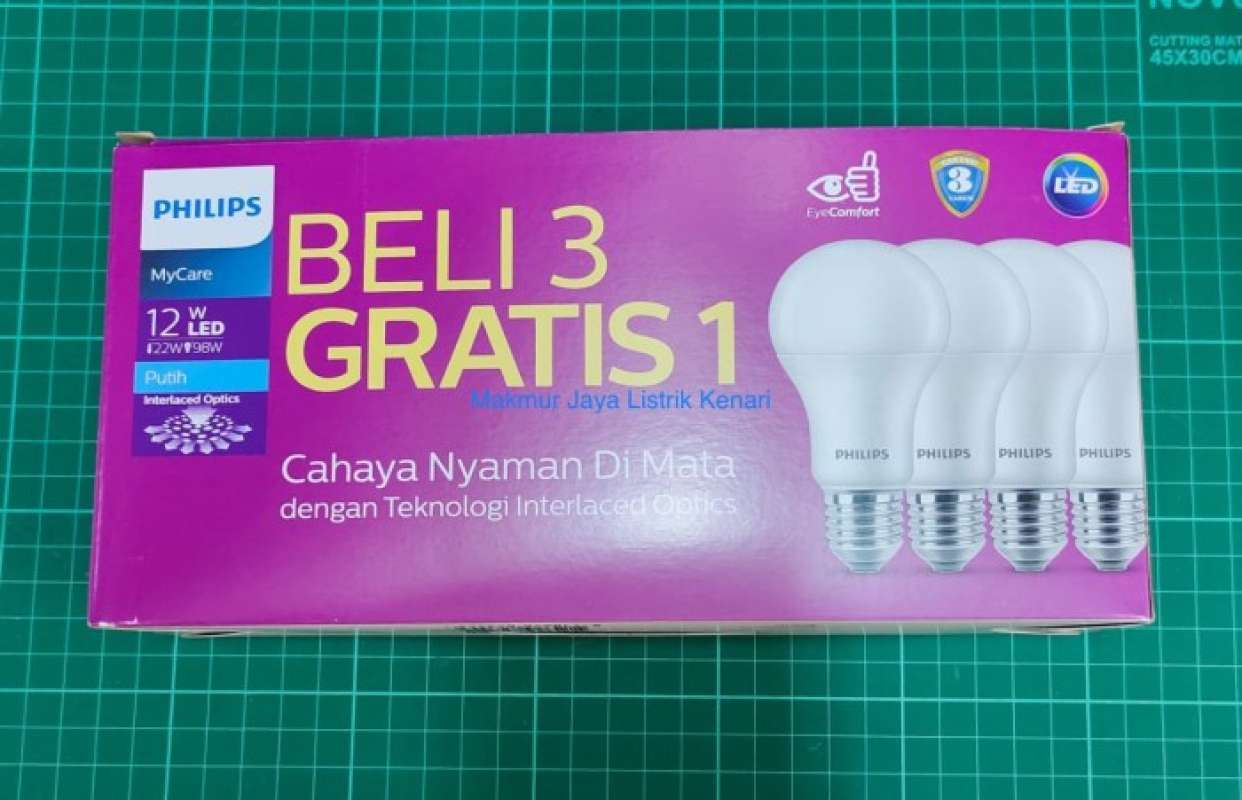 NOVU
CUTTING MAT
45X30CM
PHILIPS
MyCare
12 W
LED
22W 98W
Putih
Interlaced Optics
BELI 3
GRATIS 1
Makmur Jaya Listrik Kenari
Cahaya Nyaman Di Mata
dengan Teknologi Interlaced Optics
EyeComfort
3
LED
PHILIPS PHILIPS PHILIPS PHILIPS